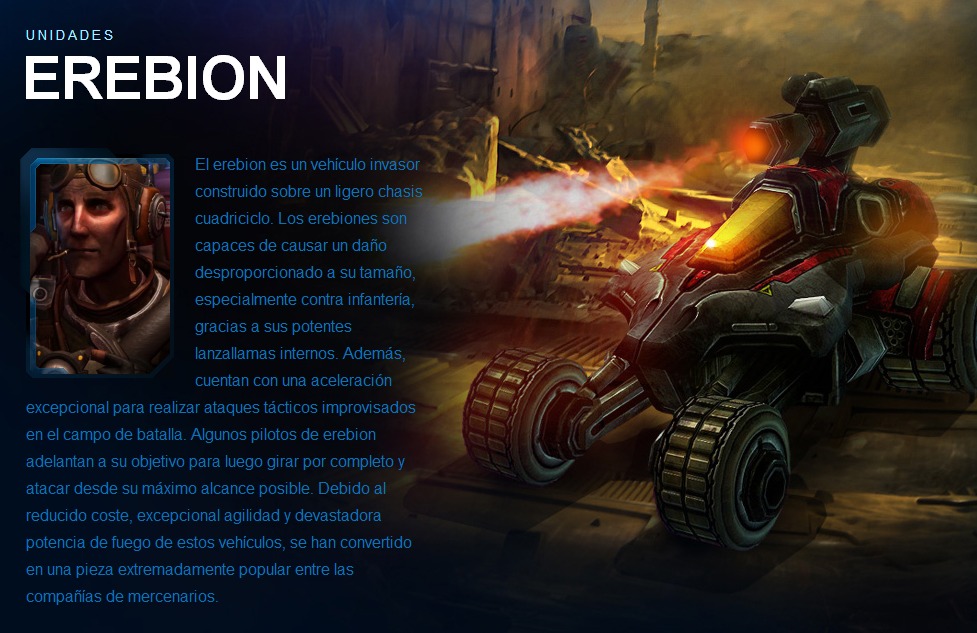 UNIDADES
EREBION
El erebion es un vehículo invasor
construido sobre un ligero chasis
cuadriciclo. Los erebiones son
capaces de causar un daño
desproporcionado a su tamaño,
especialmente contra infantería,
gracias a sus potentes
lanzallamas internos. Además,
cuentan con una aceleración
excepcional para realizar ataques tácticos improvisados
en el campo de batalla. Algunos pilotos de erebion
adelantan a su objetivo para luego girar por completo y
atacar desde su máximo alcance posible. Debido al
reducido coste, excepcional agilidad y devastadora
potencia de fuego de estos vehículos, se han convertido
en una pieza extremadamente popular entre las
compañías de mercenarios.